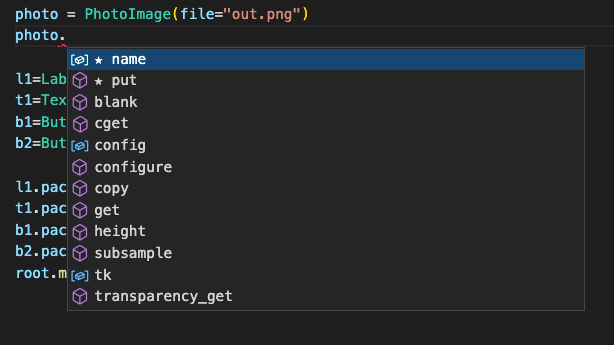 photo = PhotoImage(file="out.png")
photo.
★ name
l1=Lab
★ put
t1=Tex
blank
b1=But
cget
b2=But
config
configure
l1.pac
copy
t1.pac
get
b1.pac
height
b2.pac
subsample
root.m
tk
transparency_get